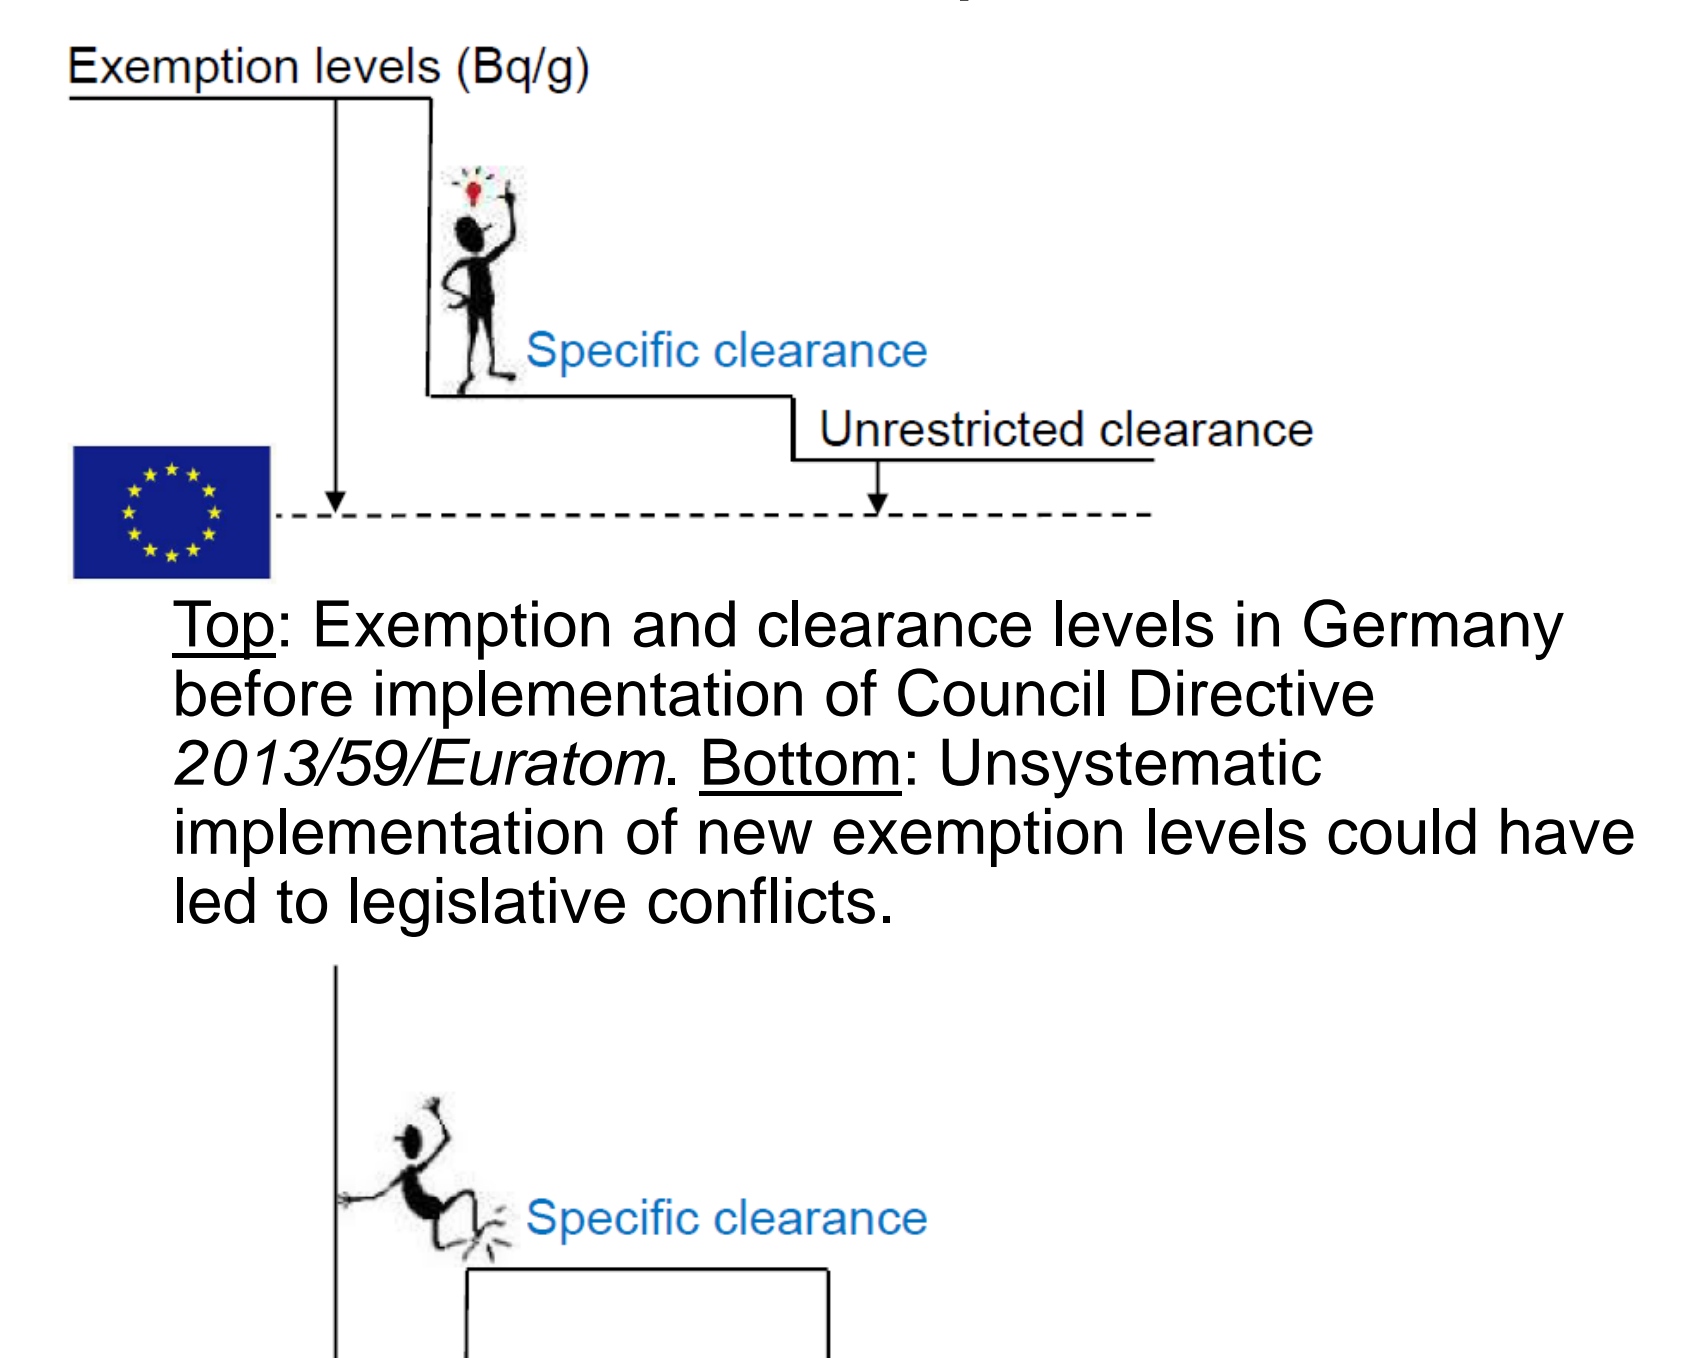 Exemption levels (Bq/g)
Specific clearance
Unrestricted clearance
Top: Exemption and clearance levels in Germany
before implementation of Council Directive
2013/59/Euratom. Bottom: Unsystematic
implementation of new exemption levels could have
led to legislative conflicts.
Specific clearance